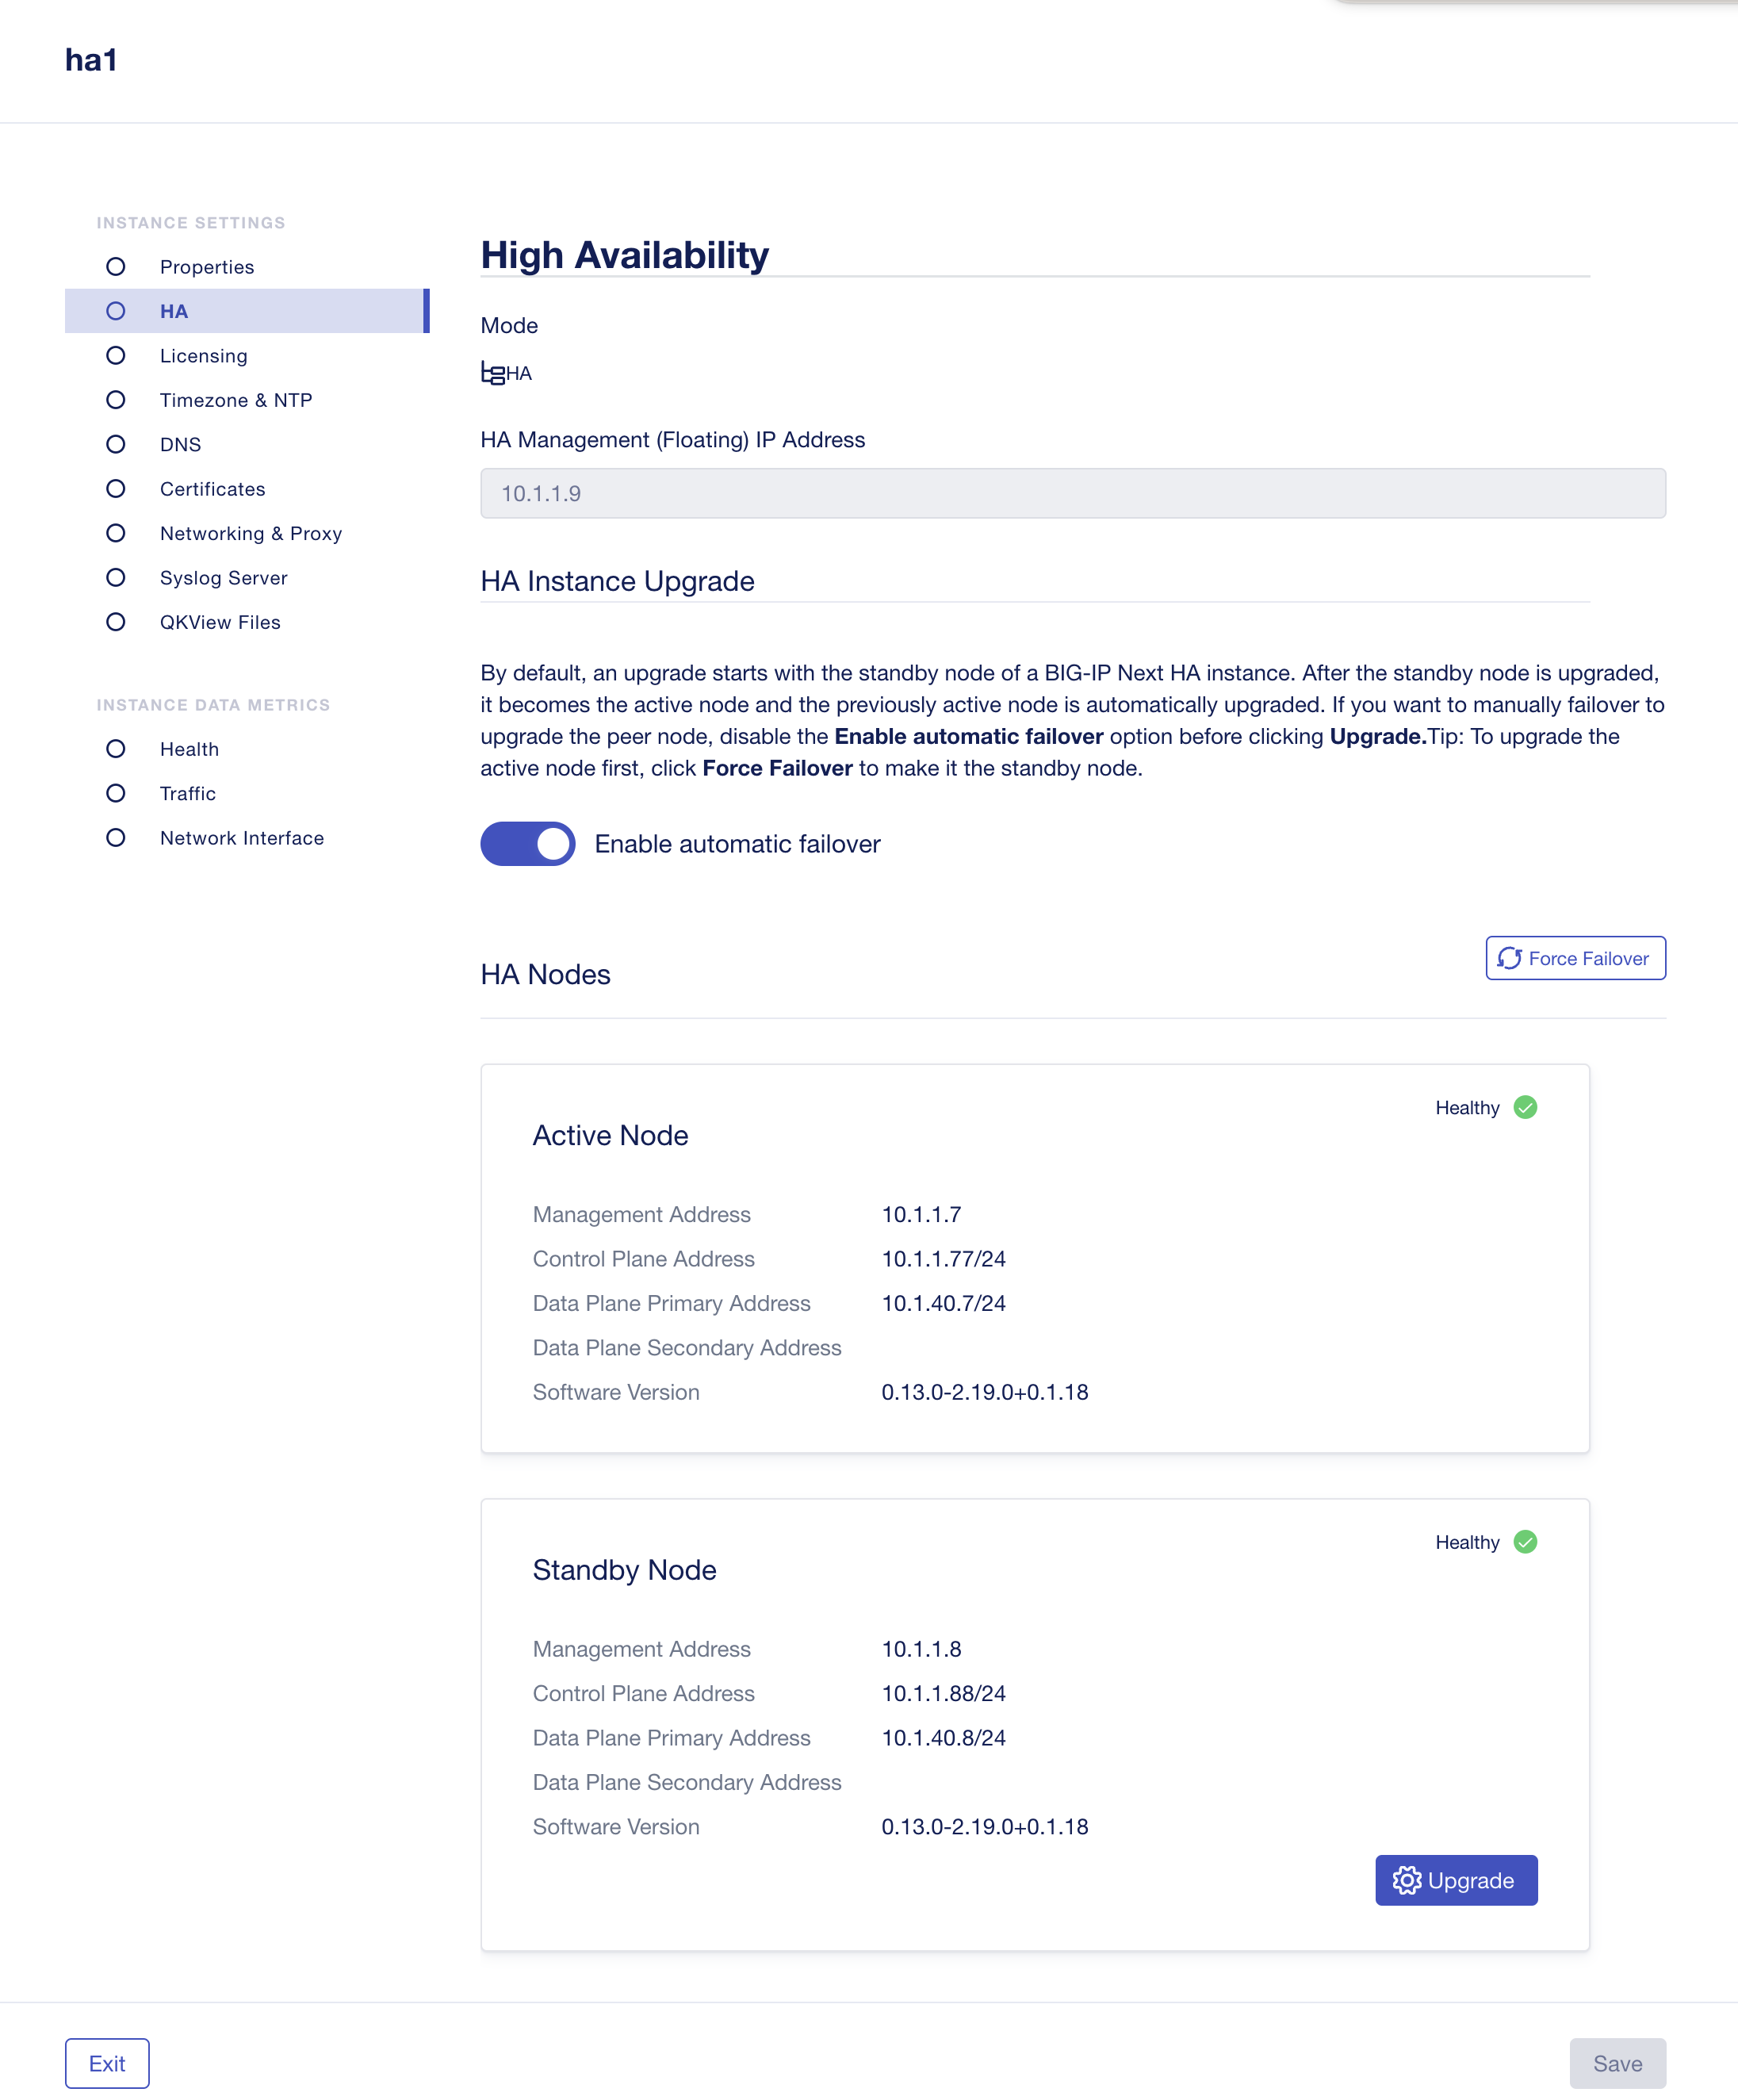 ha1
INSTANCE SETTINGS
Properties
HA
Licensing
Timezone & NTP
DNS
Certificates
Networking & Proxy
Syslog Server
QKView Files
INSTANCE DATA METRICS
Health
Traffic
Network Interface
High Availability
Mode
HA
HA Management (Floating) IP Address
10.1.1.9
HA Instance Upgrade
By default, an upgrade starts with the standby node of a BIG-IP Next HA instance. After the standby node is upgraded,
it becomes the active node and the previously active node is automatically upgraded. If you want to manually failover to
upgrade the peer node, disable the Enable automatic failover option before clicking Upgrade.Tip: To upgrade the
active node first, click Force Failover to make it the standby node.
Enable automatic failover
HA Nodes
Force Failover
Healthy
Active Node
Management Address 10.1.1.7
Control Plane Address 10.1.1.77/24
Data Plane Primary Address 10.1.40.7/24
Data Plane Secondary Address
Software Version 0.13.0-2.19.0+0.1.18
Healthy
Standby Node
Management Address 10.1.1.8
Control Plane Address 10.1.1.88/24
Data Plane Primary Address 10.1.40.8/24
Data Plane Secondary Address
Software Version 0.13.0-2.19.0+0.1.18
Upgrade
Exit
Save